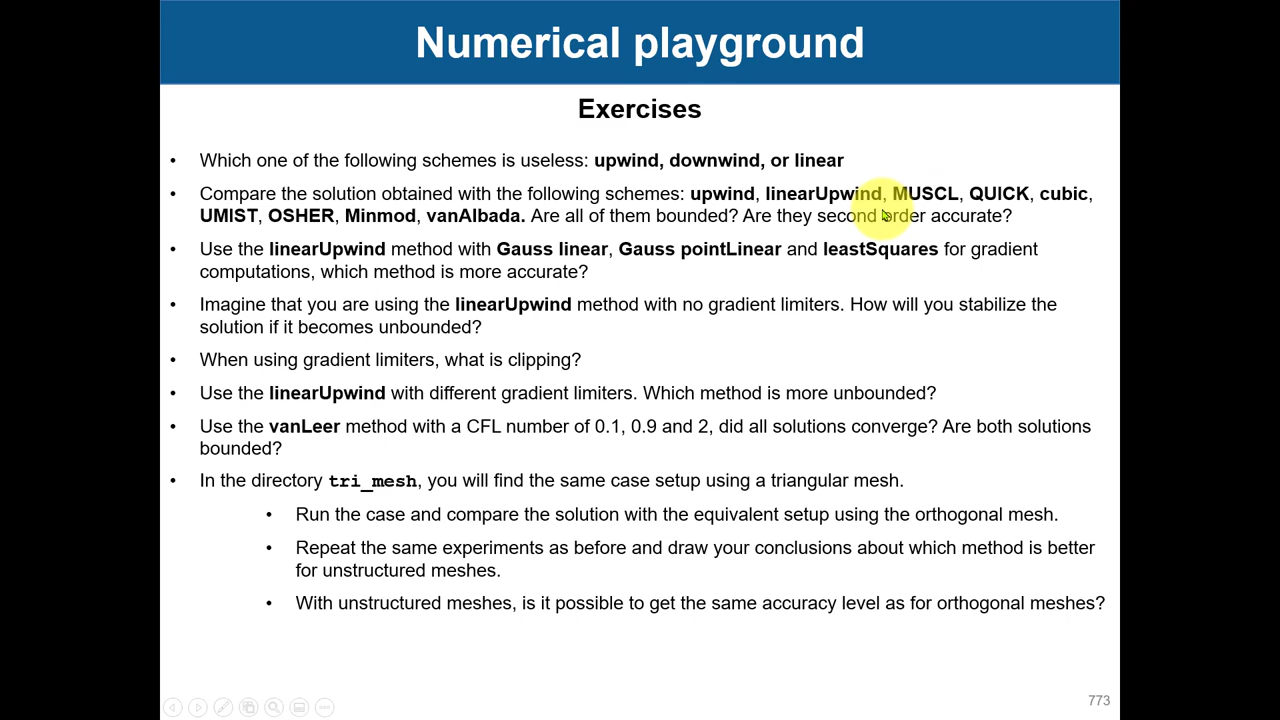 Numerical playground
Exercises
• Which one of the following schemes is useless: upwind, downwind, or linear
• Compare the solution obtained with the following schemes: upwind, linearUpwind, MUSCL, QUICK, cubic,
UMIST, OSHER, Minmod, vanAlbada. Are all of them bounded? Are they second order accurate?
• Use the linearUpwind method with Gauss linear, Gauss pointLinear and leastSquares for gradient
computations, which method is more accurate?
• Imagine that you are using the linearUpwind method with no gradient limiters. How will you stabilize the
solution if it becomes unbounded?
• When using gradient limiters, what is clipping?
• Use the linearUpwind with different gradient limiters. Which method is more unbounded?
• Use the vanLeer method with a CFL number of 0.1, 0.9 and 2, did all solutions converge? Are both solutions
bounded?
• In the directory tri_mesh, you will find the same case setup using a triangular mesh.
• Run the case and compare the solution with the equivalent setup using the orthogonal mesh.
• Repeat the same experiments as before and draw your conclusions about which method is better
for unstructured meshes.
• With unstructured meshes, is it possible to get the same accuracy level as for orthogonal meshes?
773